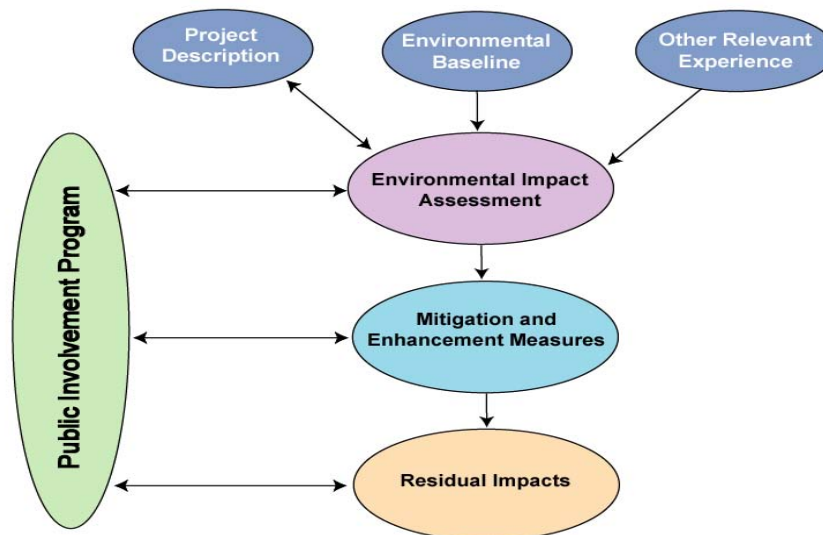 Project
Description
Environmental
Baseline
Other Relevant
Experience
Environmental Impact
Assessment
Public Involvement Program
Mitigation and
Enhancement Measures
Residual Impacts